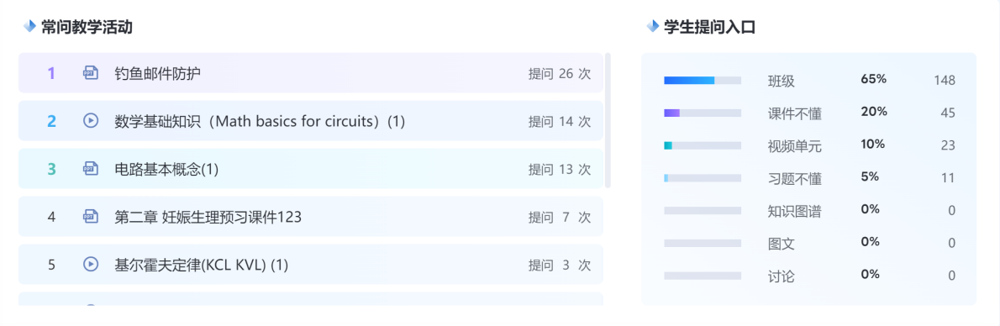 常问教学活动
1 钓鱼邮件防护 提问 26 次
2 数学基础知识（Math basics for circuits）(1) 提问 14 次
3 电路基本概念(1) 提问 13 次
4 第二章 妊娠生理预习课件123 提问 7 次
5 基尔霍夫定律(KCL KVL) (1) 提问 3 次
学生提问入口
班级 65% 148
课件不懂 20% 45
视频单元 10% 23
习题不懂 5% 11
知识图谱 0% 0
图文 0% 0
讨论 0% 0